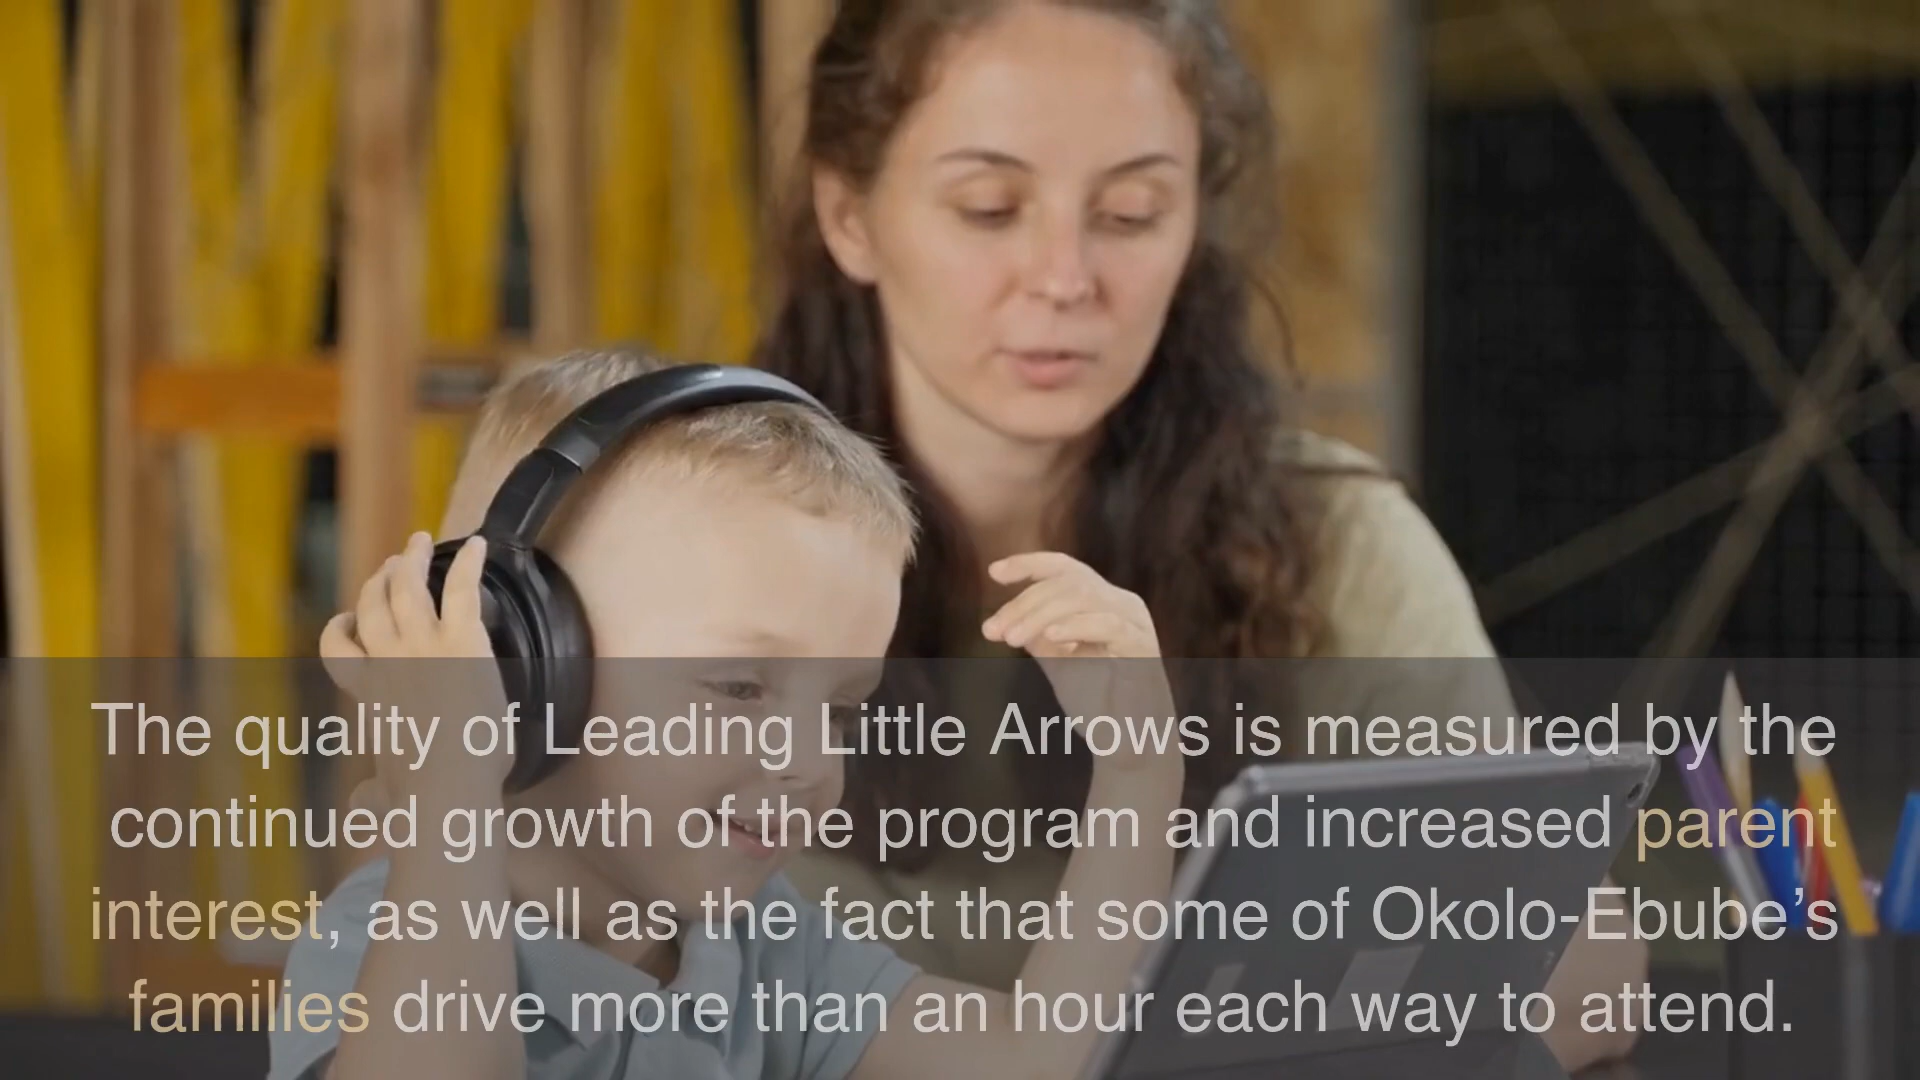 The quality of Leading Little Arrows is measured by the
continued growth of the program and increased parent
interest, as well as the fact that some of Okolo-Ebube’s
families drive more than an hour each way to attend.